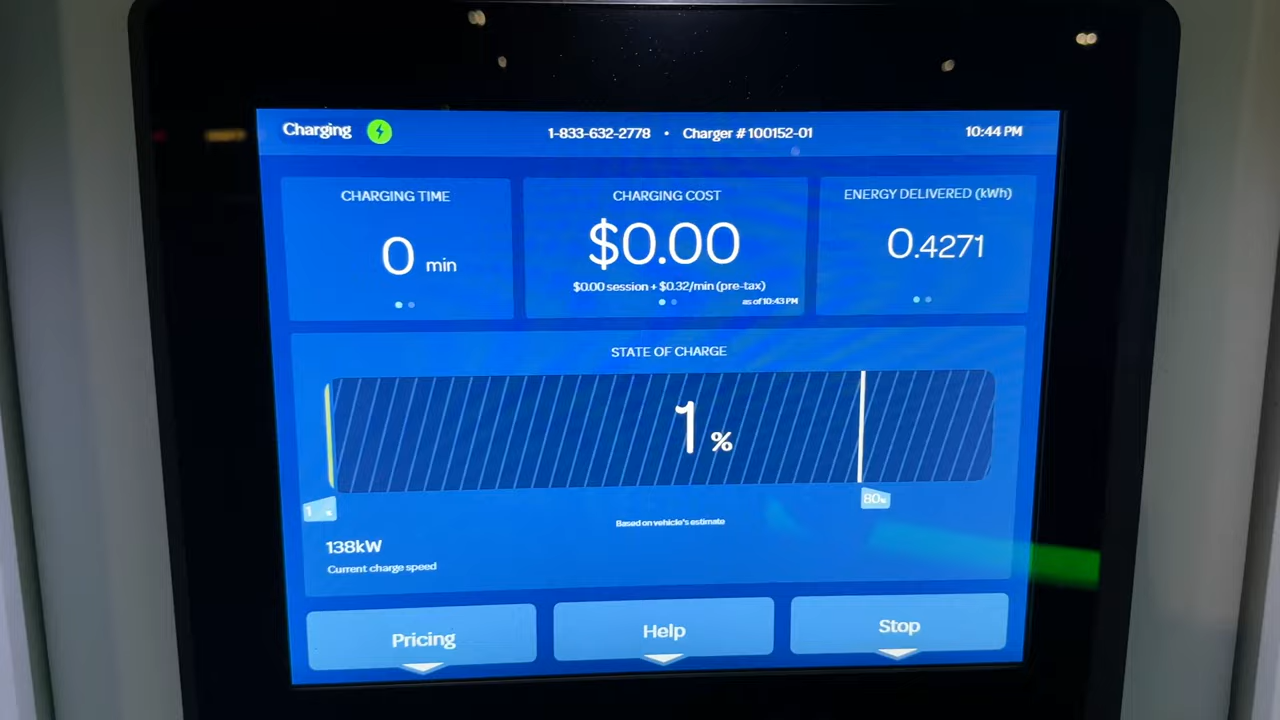 Charging
1-833-632-2778 • Charger # 100152-01
10:44 PM
CHARGING TIME
0 min
CHARGING COST
$0.00
$0.00 session + $0.32/min (pre-tax)
as of 10:43 PM
ENERGY DELIVERED (kWh)
0.4271
STATE OF CHARGE
1 %
1 %
80%
Based on vehicle's estimate
138kW
Current charge speed
Pricing
Help
Stop